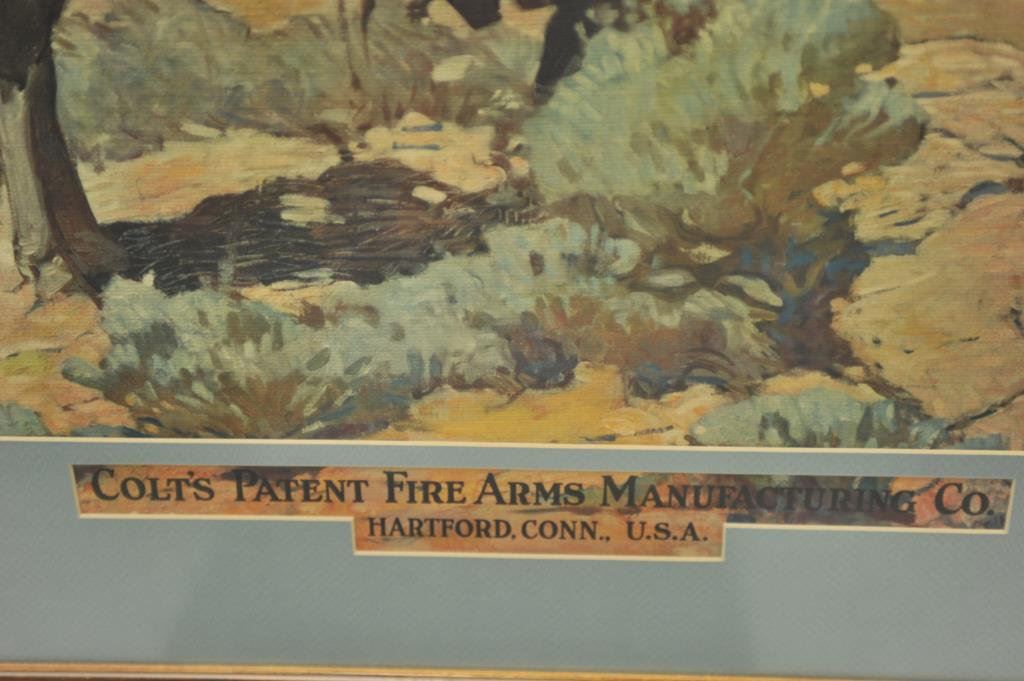 COLT'S PATENT FIRE ARMS MANUFACTURING CO.
HARTFORD, CONN., U.S.A.